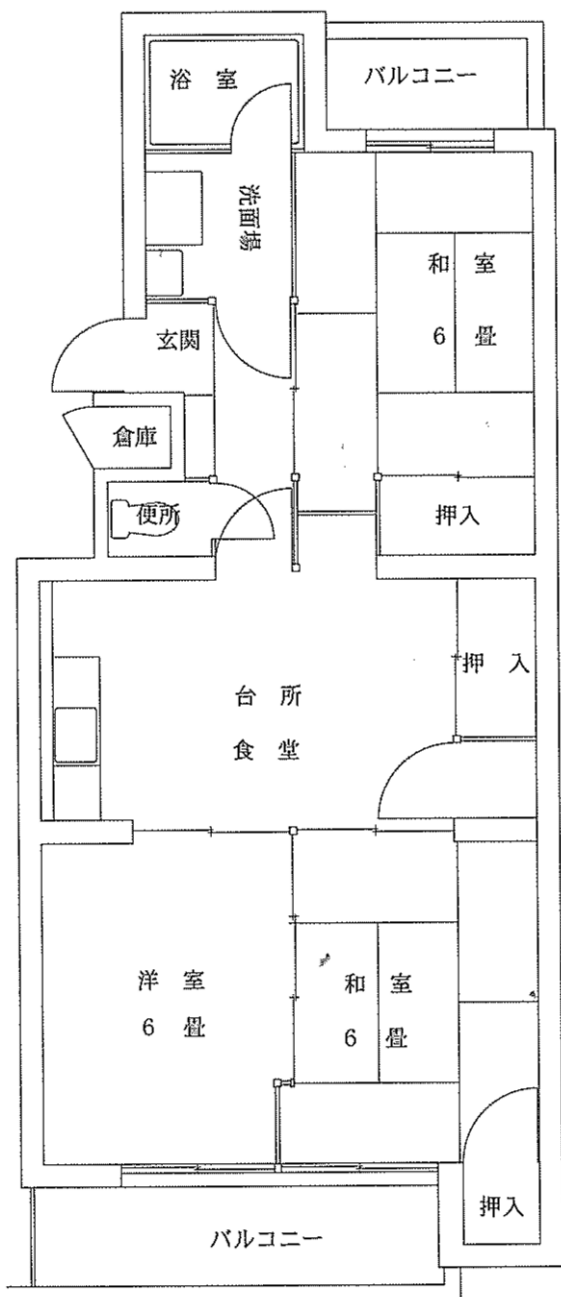 浴 室
バルコニー
洗面場
和 室
6 畳
玄関
倉庫
便所
押入
押 入
台 所
食 堂
洋 室
6 畳
和 室
6 畳
押入
バルコニー